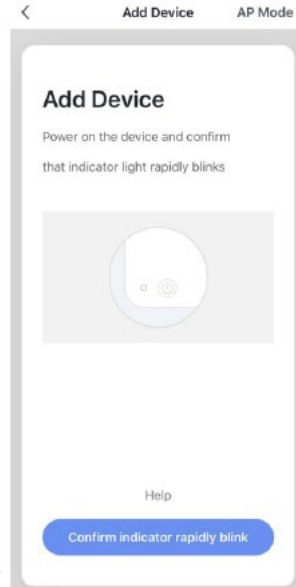 Add Device
AP Mode
Add Device
Power on the device and confirm
that indicator light rapidly blinks
Help
Confirm indicator rapidly blink